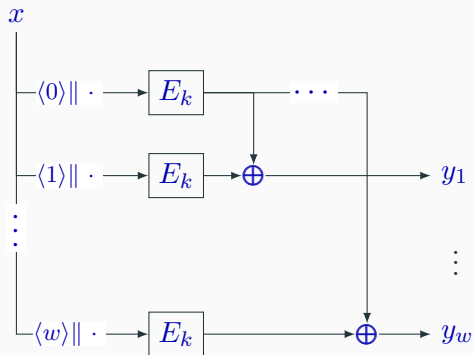 x
⟨0⟩‖ · E_k ⋯
⟨1⟩‖ · E_k ⊕ y_1
⋮ ⋮
⟨w⟩‖ · E_k ⊕ y_w